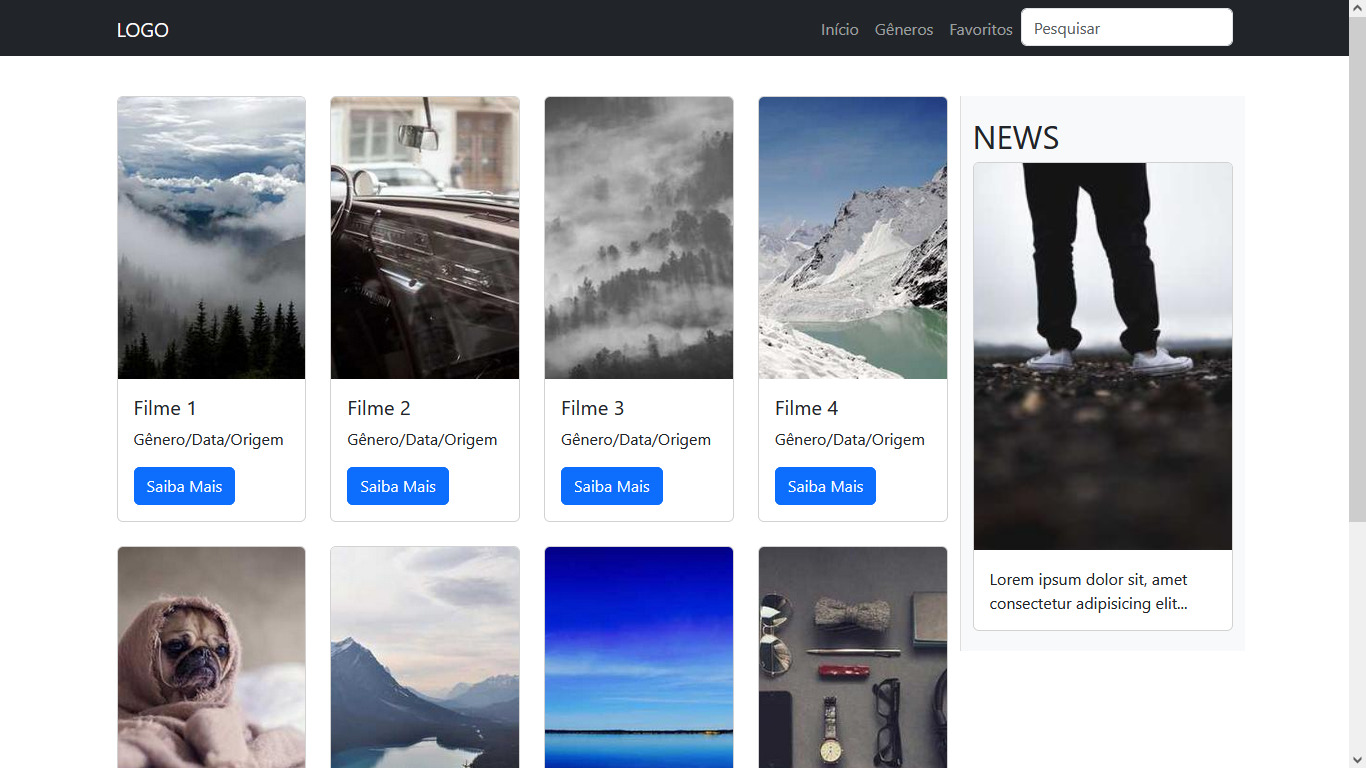 LOGO
Início Gêneros Favoritos Pesquisar
Filme 1
Gênero/Data/Origem
Saiba Mais
Filme 2
Gênero/Data/Origem
Saiba Mais
Filme 3
Gênero/Data/Origem
Saiba Mais
Filme 4
Gênero/Data/Origem
Saiba Mais
NEWS
Lorem ipsum dolor sit, amet
consectetur adipisicing elit...